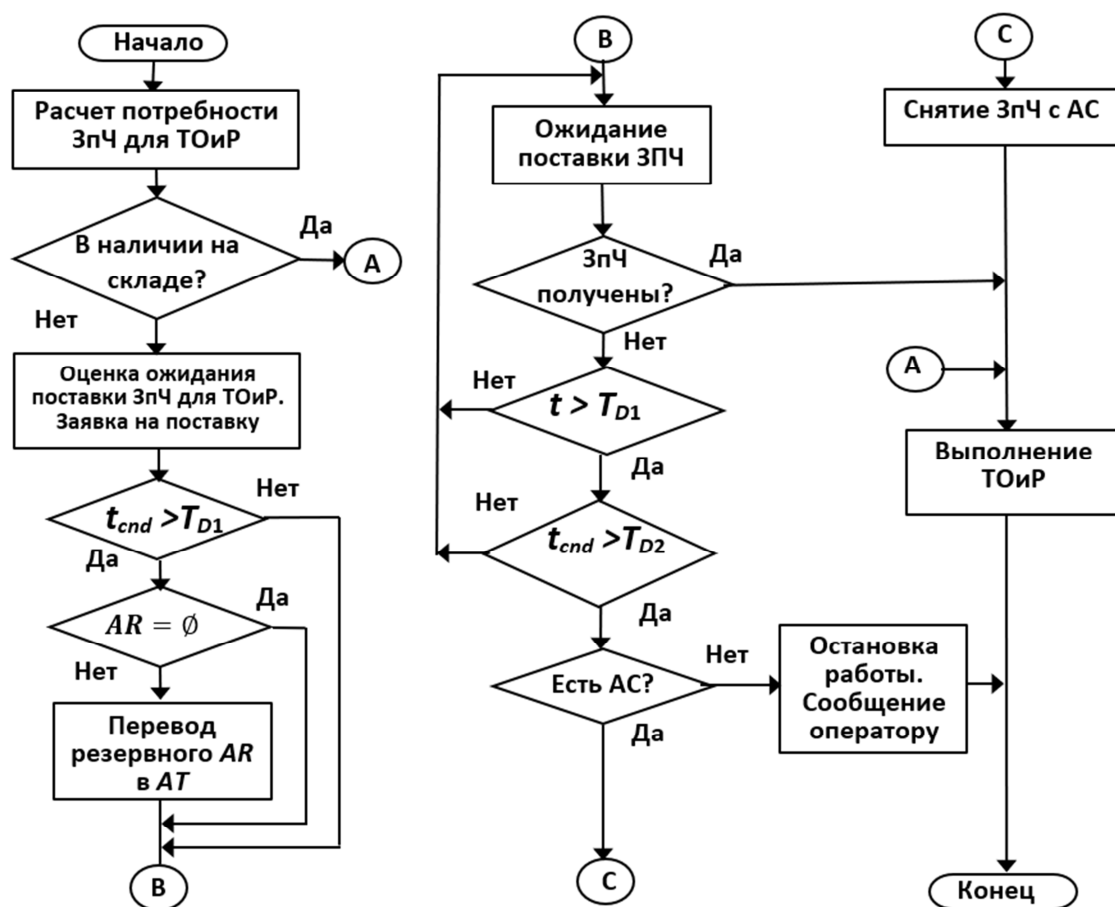 Начало
Расчет потребности
ЗпЧ для ТОиР
В наличии на
складе?
Да
А
Нет
Оценка ожидания
поставки ЗпЧ для ТОиР.
Заявка на поставку
t_cnd >T_D1
Нет
Да
AR = ∅
Да
Нет
Перевод
резервного AR
в AT
В
В
Ожидание
поставки ЗПЧ
ЗпЧ
получены?
Да
Нет
t > T_D1
Нет
Да
t_cnd >T_D2
Нет
Да
Есть АС?
Нет
Да
Остановка
работы.
Сообщение
оператору
С
С
Снятие ЗпЧ с АС
А
Выполнение
ТОиР
Конец